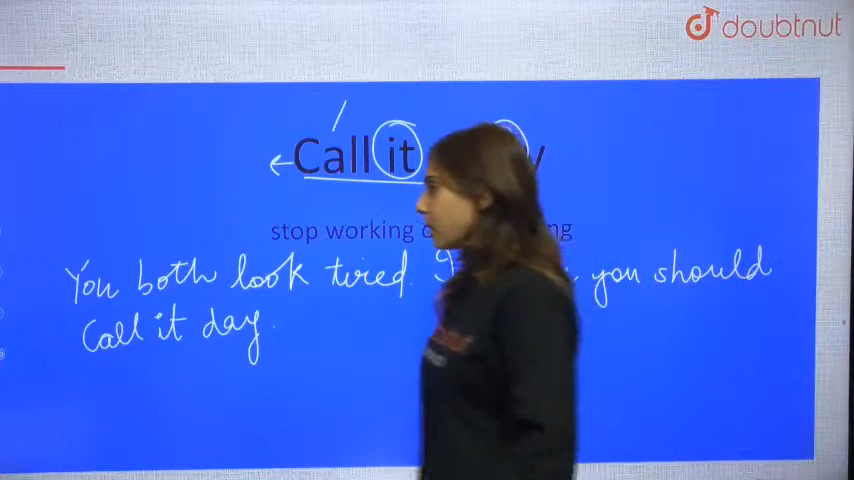 doubtnut
Call it
stop working
You both look tired. I you should
Call it day.